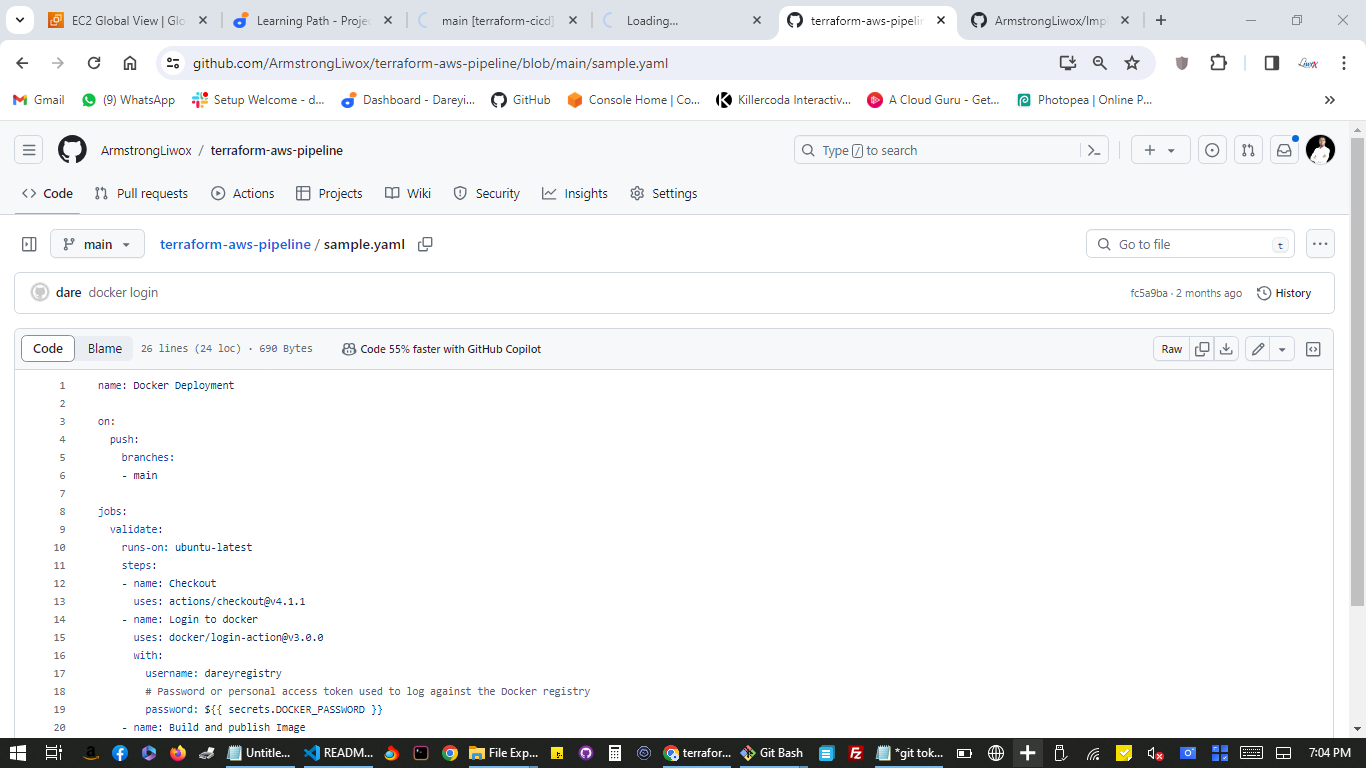 EC2 Global View | Glo
Learning Path - Proje
main [terraform-cicd]
Loading...
terraform-aws-pipelin
ArmstrongLiwox/Impl
github.com/ArmstrongLiwox/terraform-aws-pipeline/blob/main/sample.yaml
Gmail
(9) WhatsApp
Setup Welcome - d...
Dashboard - Dareyi...
GitHub
Console Home | Co...
Killercoda Interactiv...
A Cloud Guru - Get...
Photopea | Online P...
ArmstrongLiwox / terraform-aws-pipeline
Type / to search
Code
Pull requests
Actions
Projects
Wiki
Security
Insights
Settings
main
terraform-aws-pipeline / sample.yaml
Go to file
t
dare docker login
fc5a9ba · 2 months ago
History
Code
Blame
26 lines (24 loc) · 690 Bytes
Code 55% faster with GitHub Copilot
Raw
1 name: Docker Deployment
2
3 on:
4 push:
5 branches:
6 - main
7
8 jobs:
9 validate:
10 runs-on: ubuntu-latest
11 steps:
12 - name: Checkout
13 uses: actions/checkout@v4.1.1
14 - name: Login to docker
15 uses: docker/login-action@v3.0.0
16 with:
17 username: dareyregistry
18 # Password or personal access token used to log against the Docker registry
19 password: ${{ secrets.DOCKER_PASSWORD }}
20 - name: Build and publish Image
Untitle...
READM...
File Exp...
terrafor...
Git Bash
*git tok...
7:04 PM